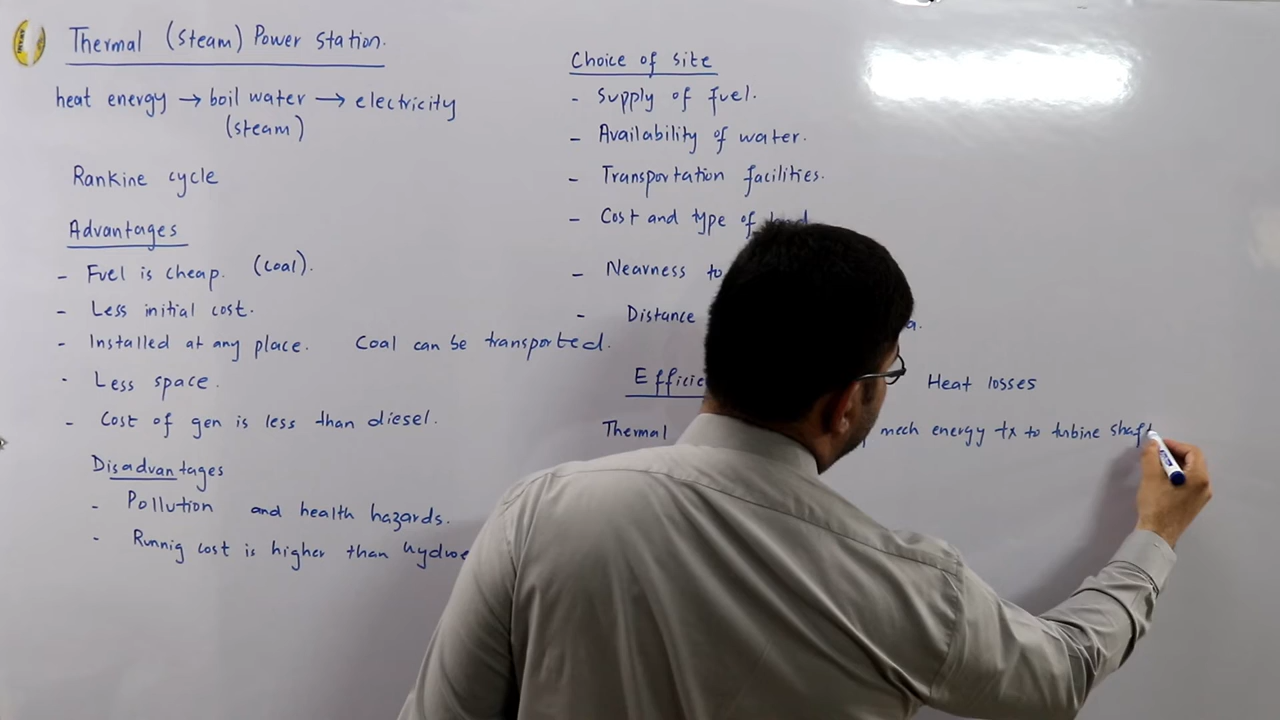 Thermal (Steam) Power Station.
heat energy → boil water → electricity
(steam)
Rankine cycle
Advantages
- Fuel is cheap. (coal).
- Less initial cost.
- Installed at any place. Coal can be transported.
- Less space.
- Cost of gen is less than diesel.
Disadvantages
- Pollution and health hazards.
- Runnig cost is higher than
Choice of site
- Supply of fuel.
- Availability of water.
- Transportation facilities.
- Cost and type of
- Nearness to
- Distance
Heat losses
Thermal mech energy tx to turbine shaft